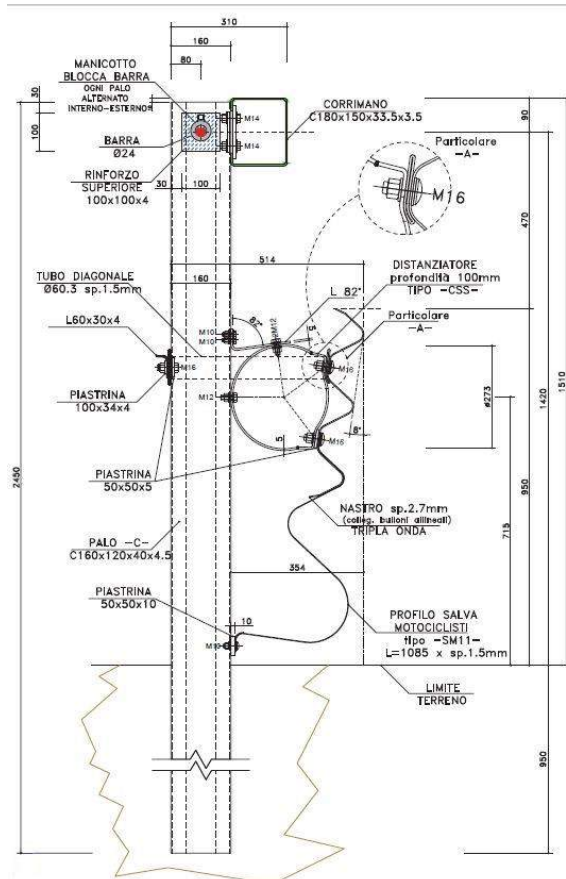 310
160
80
MANICOTTO
BLOCCA BARRA
OGNI PALO
ALTERNATO
INTERNO-ESTERNO
30
100
BARRA
Ø24
RINFORZO
SUPERIORE
100x100x4
30
100
M14
M14
CORRIMANO
C180x150x33.5x3.5
90
Particolare
-A-
M16
470
514
160
TUBO DIAGONALE
Ø60.3 sp.1.5mm
L 82°
DISTANZIATORE
profondità 100mm
TIPO -CSS-
Particolare
-A-
L60x30x4
M10
M10
82°
M12
M12
5°
M16
M16
PIASTRINA
100x34x4
M12
ø273
1420
1510
2450
PIASTRINA
50x50x5
5
M16
8°
NASTRO sp.2.7mm
(colleg. bulloni allineati)
TRIPLA ONDA
950
715
PALO -C-
C160x120x40x4.5
354
PIASTRINA
50x50x10
10
PROFILO SALVA
MOTOCICLISTI
tipo -SM11-
L=1085 x sp.1.5mm
LIMITE
TERRENO
950